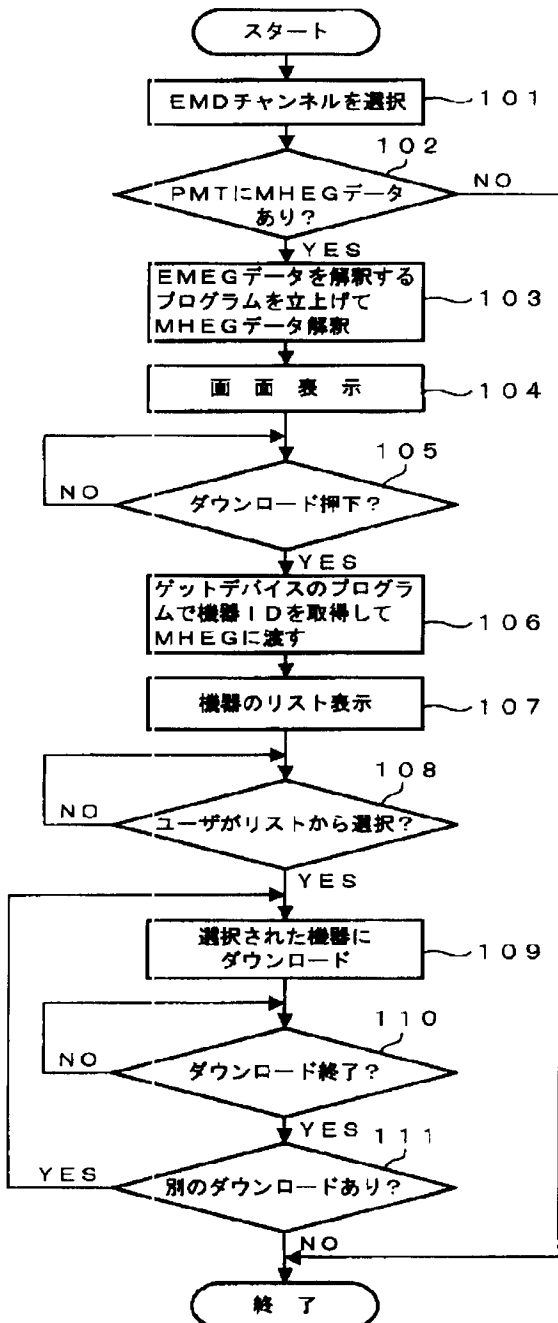 スタート
EMDチャンネルを選択
101
102
PMTにMHEGデータ
あり?
NO
YES
EMEGデータを解釈する
プログラムを立上げて
MHEGデータ解釈
103
画面表示
104
105
ダウンロード押下?
NO
YES
ゲットデバイスのプログラ
ムで機器IDを取得して
MHEGに渡す
106
機器のリスト表示
107
108
ユーザがリストから選択?
NO
YES
選択された機器に
ダウンロード
109
110
ダウンロード終了?
NO
YES
111
別のダウンロードあり?
YES
NO
終了